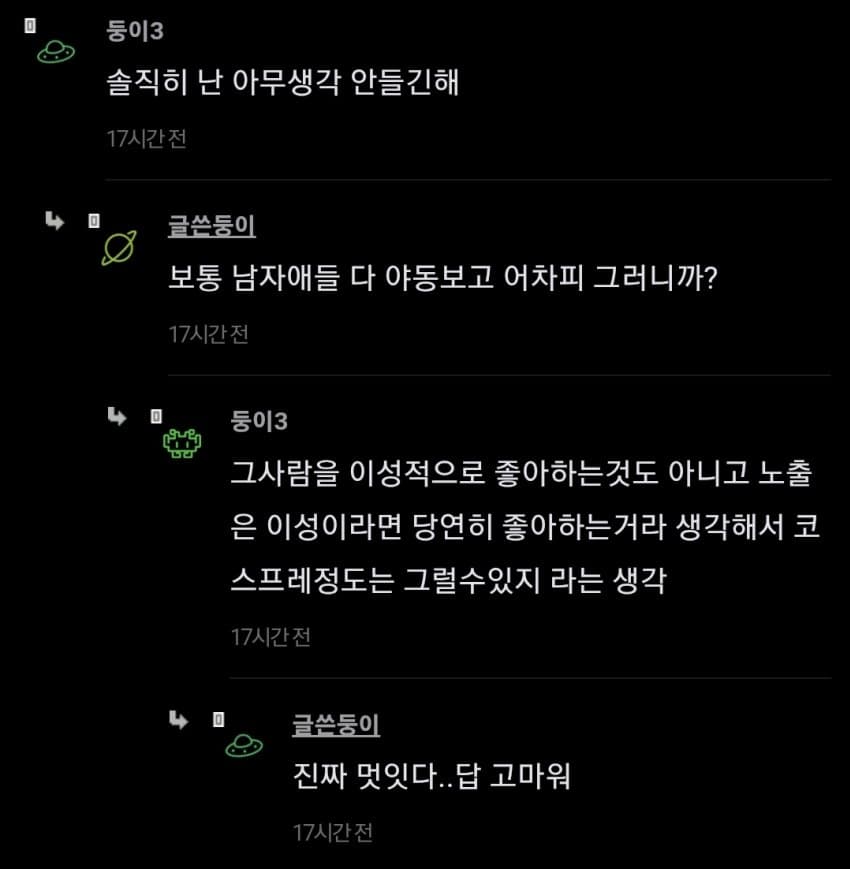 둥이3
솔직히 난 아무생각 안들긴해
17시간 전
글쓴둥이
보통 남자애들 다 야동보고 어차피 그러니까?
17시간 전
둥이3
그사람을 이성적으로 좋아하는것도 아니고 노출
은 이성이라면 당연히 좋아하는거라 생각해서 코
스프레정도는 그럴수있지 라는 생각
17시간 전
글쓴둥이
진짜 멋잇다..답 고마워
17시간 전